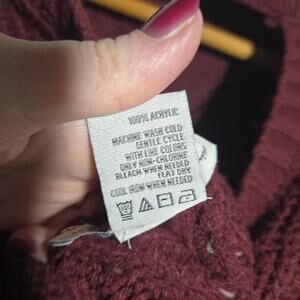 100% ACRYLIC
MACHINE WASH COLD
GENTLE CYCLE
WITH LIKE COLORS
ONLY NON-CHLORINE
BLEACH WHEN NEEDED
FLAT DRY
COOL IRON WHEN NEEDED